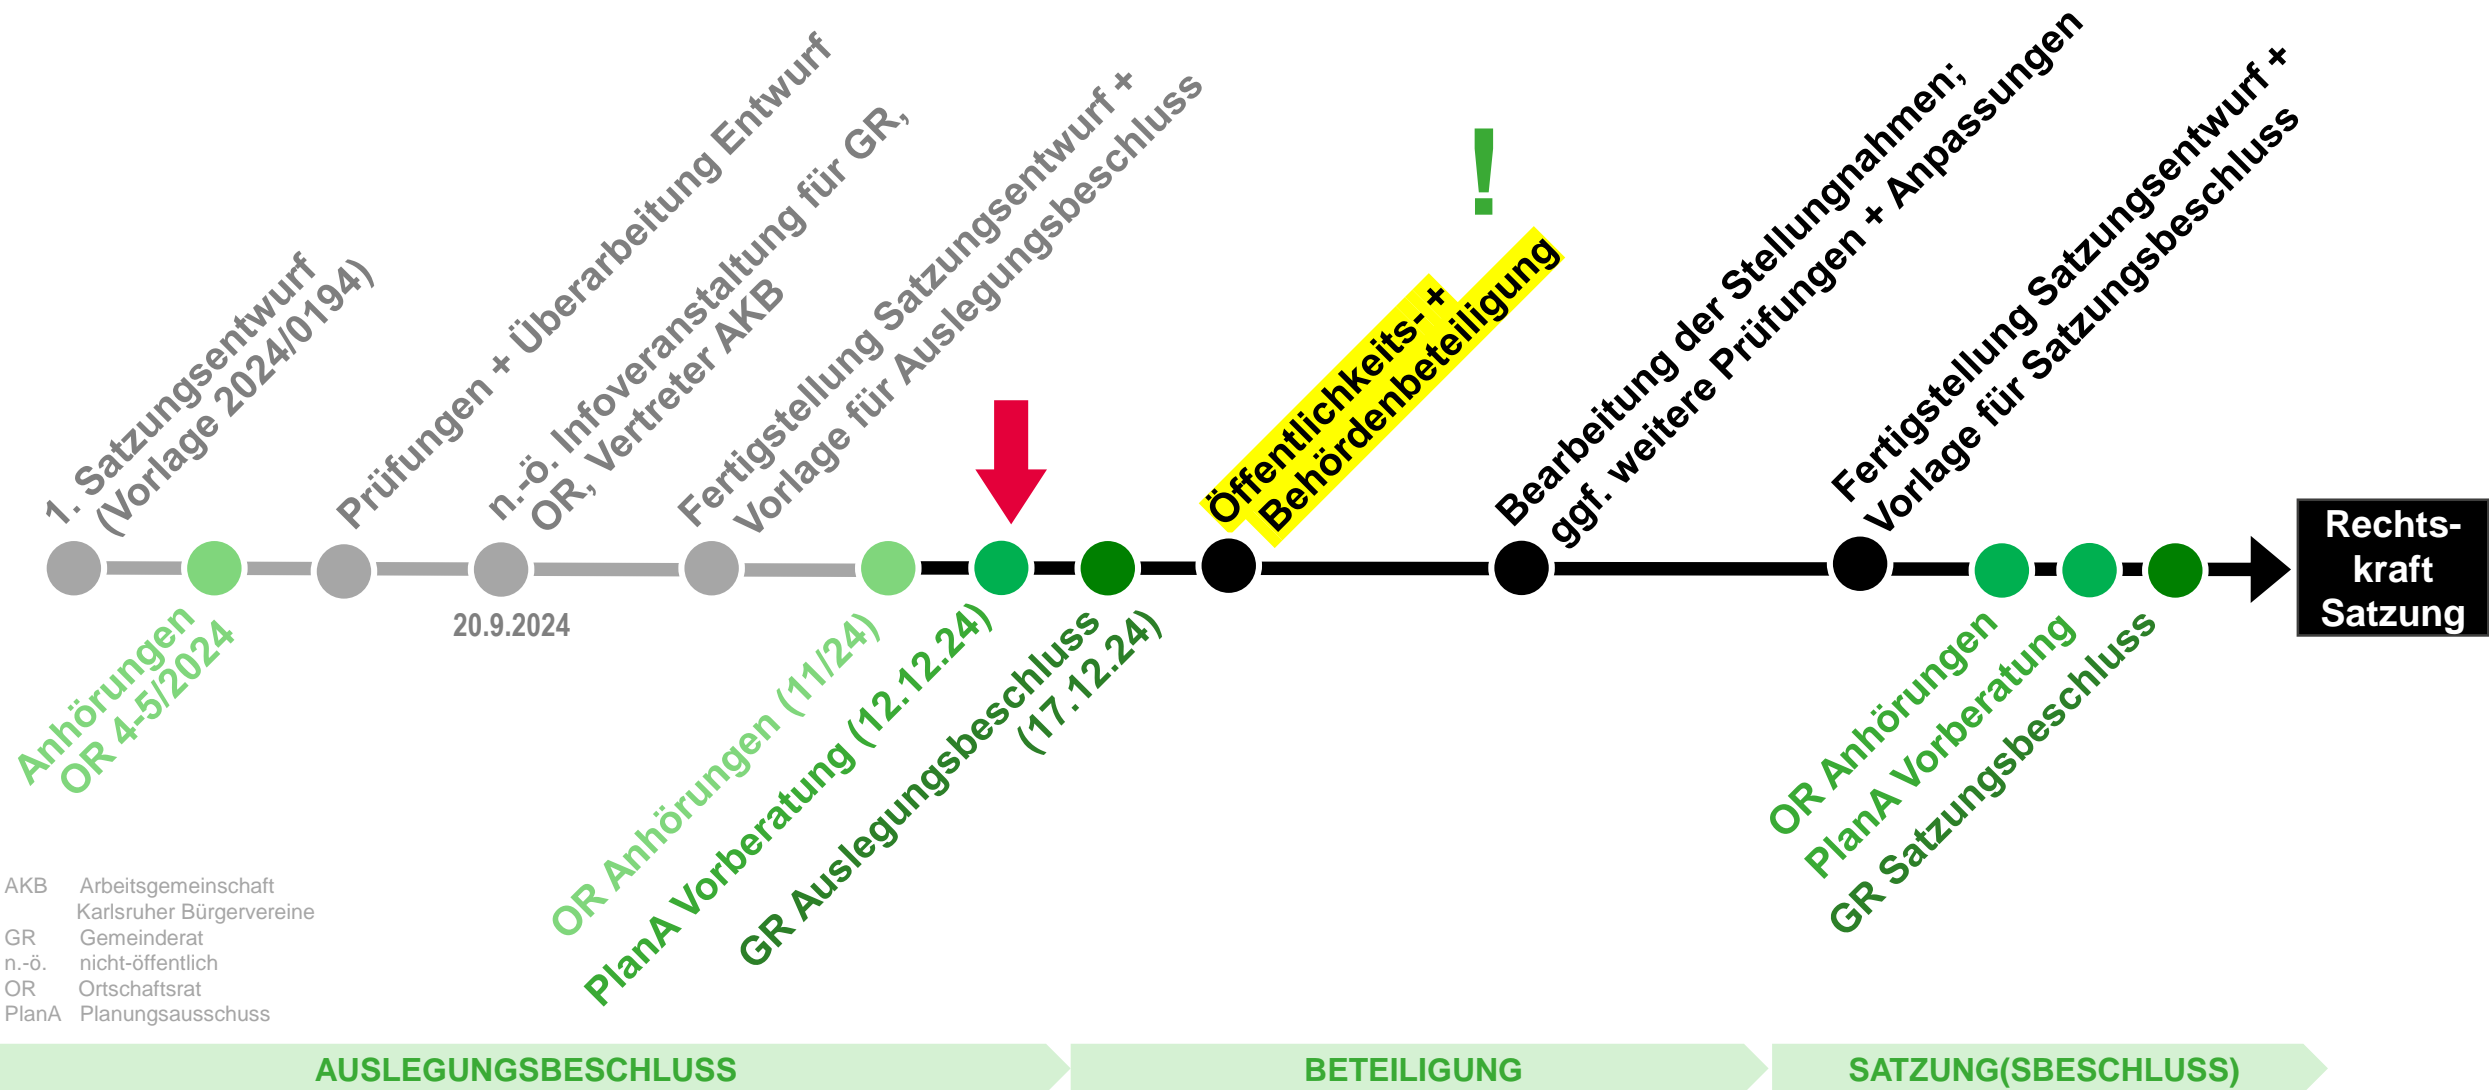 1. Satzungsentwurf
(Vorlage 2024/0194)
Prüfungen + Überarbeitung Entwurf
n.-ö. Infoveranstaltung für GR,
OR, Vertreter AKB
Fertigstellung Satzungsentwurf +
Vorlage für Auslegungsbeschluss
!
Öffentlichkeits- +
Behördenbeteiligung
Bearbeitung der Stellungnahmen;
ggf. weitere Prüfungen + Anpassungen
Fertigstellung Satzungsentwurf +
Vorlage für Satzungsbeschluss
Rechts-
kraft
Satzung
20.9.2024
Anhörungen
OR 4-5/2024
OR Anhörungen (11/24)
PlanA Vorberatung (12.12.24)
GR Auslegungsbeschluss
(17.12.24)
OR Anhörungen
PlanA Vorberatung
GR Satzungsbeschluss
AKB Arbeitsgemeinschaft
Karlsruher Bürgervereine
GR Gemeinderat
n.-ö. nicht-öffentlich
OR Ortschaftsrat
PlanA Planungsausschuss
AUSLEGUNGSBESCHLUSS
BETEILIGUNG
SATZUNG(SBESCHLUSS)